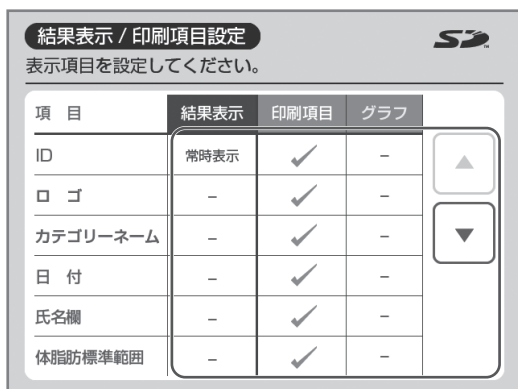 結果表示 / 印刷項目設定
SD
表示項目を設定してください。
項 目 結果表示 印刷項目 グラフ
ID 常時表示 ✓ −
ロ ゴ − ✓ −
カテゴリーネーム − ✓ −
日 付 − ✓ −
氏名欄 − ✓ −
体脂肪標準範囲 − ✓ −